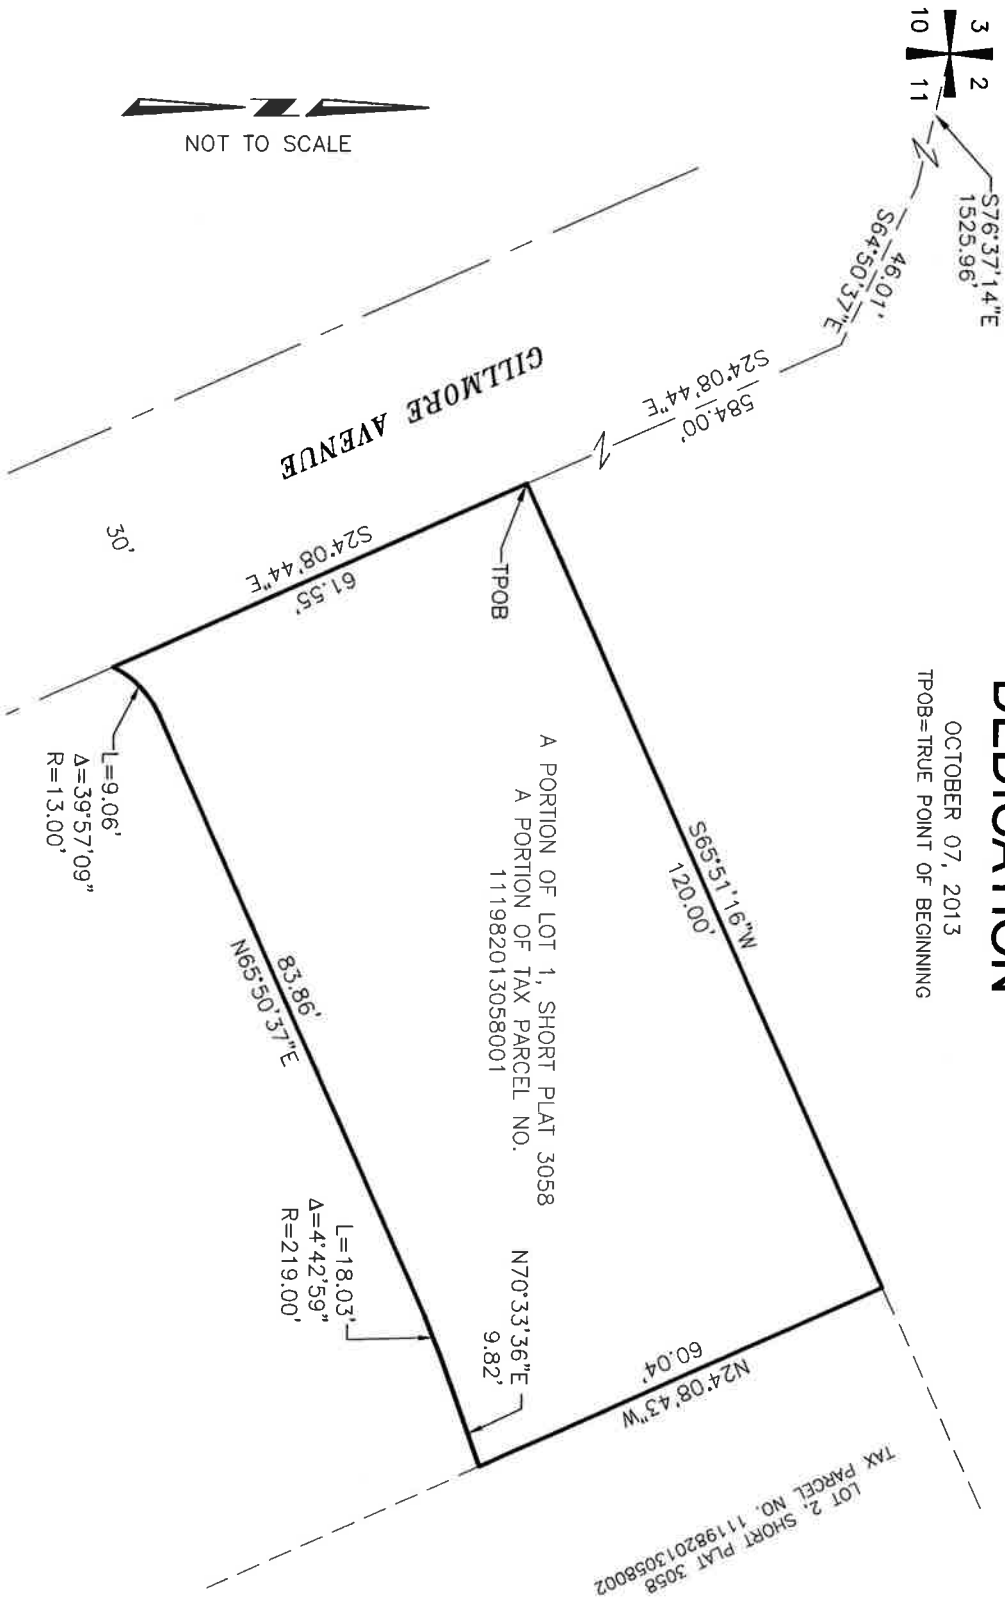 DEDICATION
OCTOBER 07, 2013
TPOB=TRUE POINT OF BEGINNING
3
2
10
11
S76°37'14"E
1525.96'
46.01'
S64°50'37"E
584.00'
S24°08'44"E
NOT TO SCALE
GILLMORE AVENUE
30'
TPOB
61.55'
S24°08'44"E
S65°51'16"W
120.00'
A PORTION OF LOT 1, SHORT PLAT 3058
A PORTION OF TAX PARCEL NO.
111982013058001
L=9.06'
Δ=39°57'09"
R=13.00'
83.86'
N65°50'37"E
L=18.03'
Δ=4°42'59"
R=219.00'
N70°33'36"E
9.82'
60.04'
N24°08'43"W
LOT 2, SHORT PLAT 3058
TAX PARCEL NO. 111982013058002